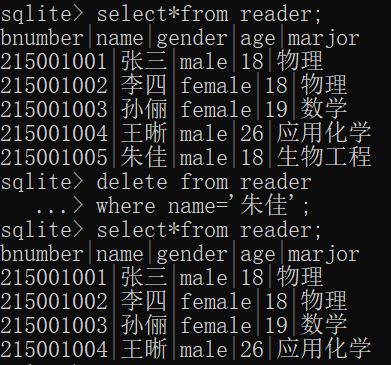 sqlite> select*from reader;
bnumber|name|gender|age|marjor
215001001|张三|male|18|物理
215001002|李四|female|18|物理
215001003|孙俪|female|19|数学
215001004|王晰|male|26|应用化学
215001005|朱佳|male|18|生物工程
sqlite> delete from reader
...> where name='朱佳';
sqlite> select*from reader;
bnumber|name|gender|age|marjor
215001001|张三|male|18|物理
215001002|李四|female|18|物理
215001003|孙俪|female|19|数学
215001004|王晰|male|26|应用化学